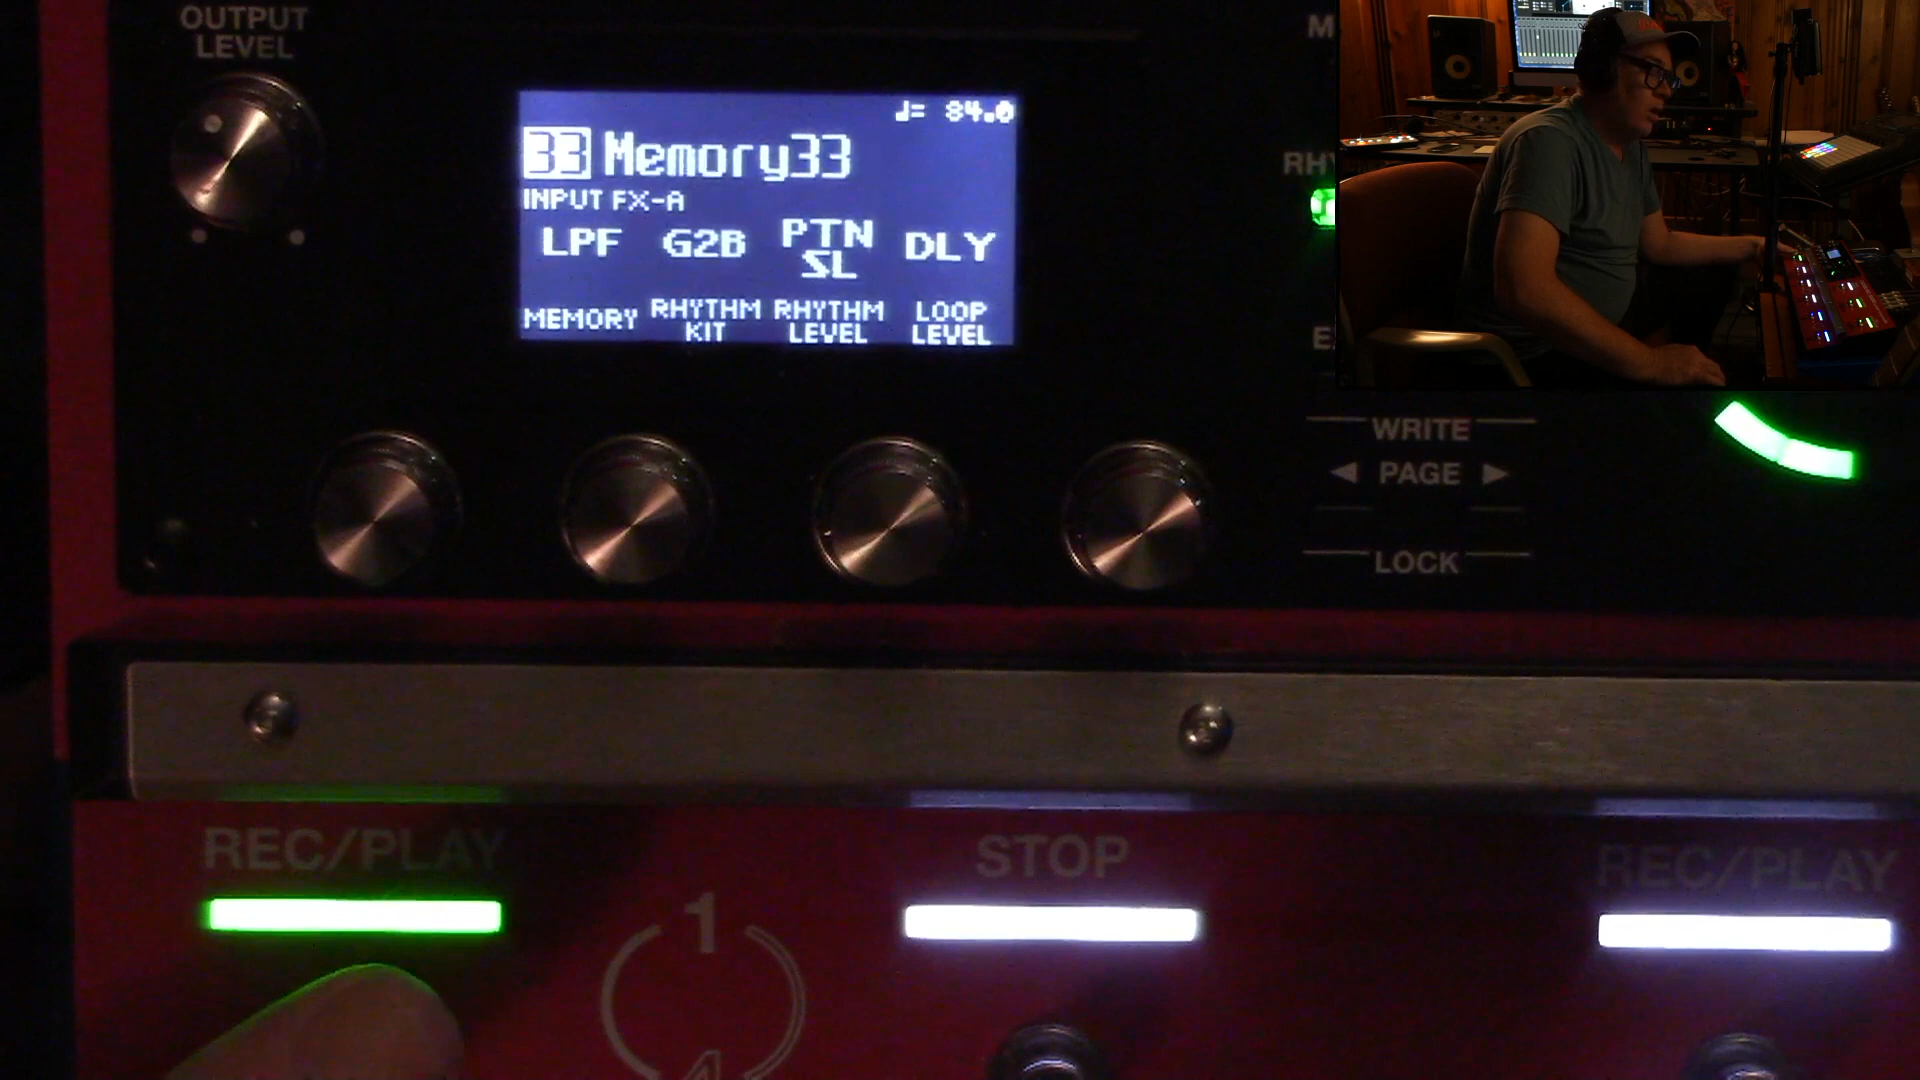 OUTPUT
LEVEL
♩= 84.0
33 Memory33
INPUT FX-A
LPF G2B PTN SL DLY
MEMORY RHYTHM KIT RHYTHM LEVEL LOOP LEVEL
WRITE
◄ PAGE ►
LOCK
REC/PLAY
STOP
REC/PLAY
1
4